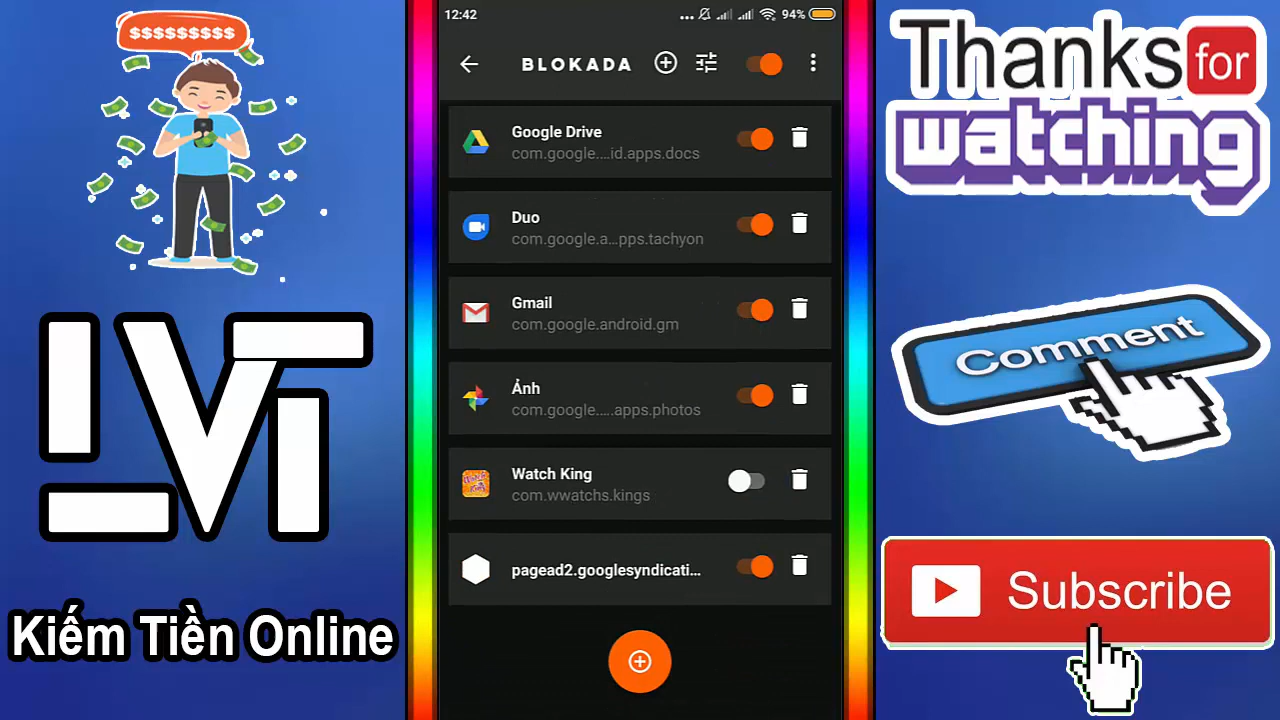 $$$$$$$$$
LVT
Kiếm Tiền Online
12:42
94%
BLOKADA
Google Drive
com.google....id.apps.docs
Duo
com.google.a...pps.tachyon
Gmail
com.google.android.gm
Ảnh
com.google.....apps.photos
Watch King
com.wwatchs.kings
pagead2.googlesyndicati...
Thanks for
watching
Comment
Subscribe